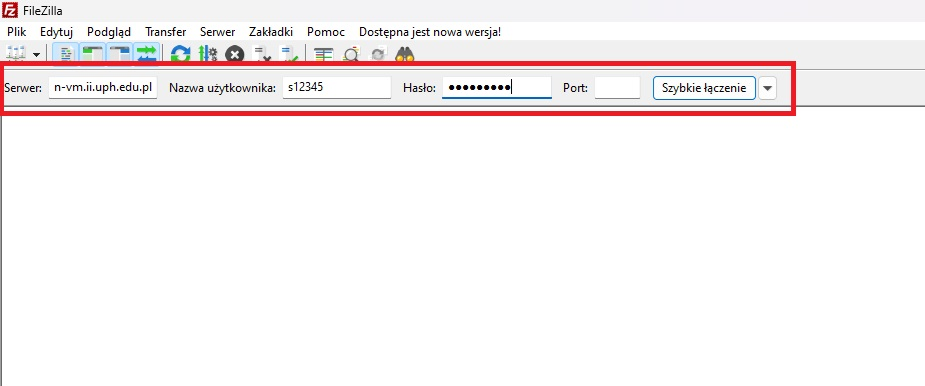 FileZilla
Plik Edytuj Podgląd Transfer Serwer Zakładki Pomoc Dostępna jest nowa wersja!
Serwer: n-vm.ii.uph.edu.pl Nazwa użytkownika: s12345 Hasło: ●●●●●●●●● Port: Szybkie łączenie